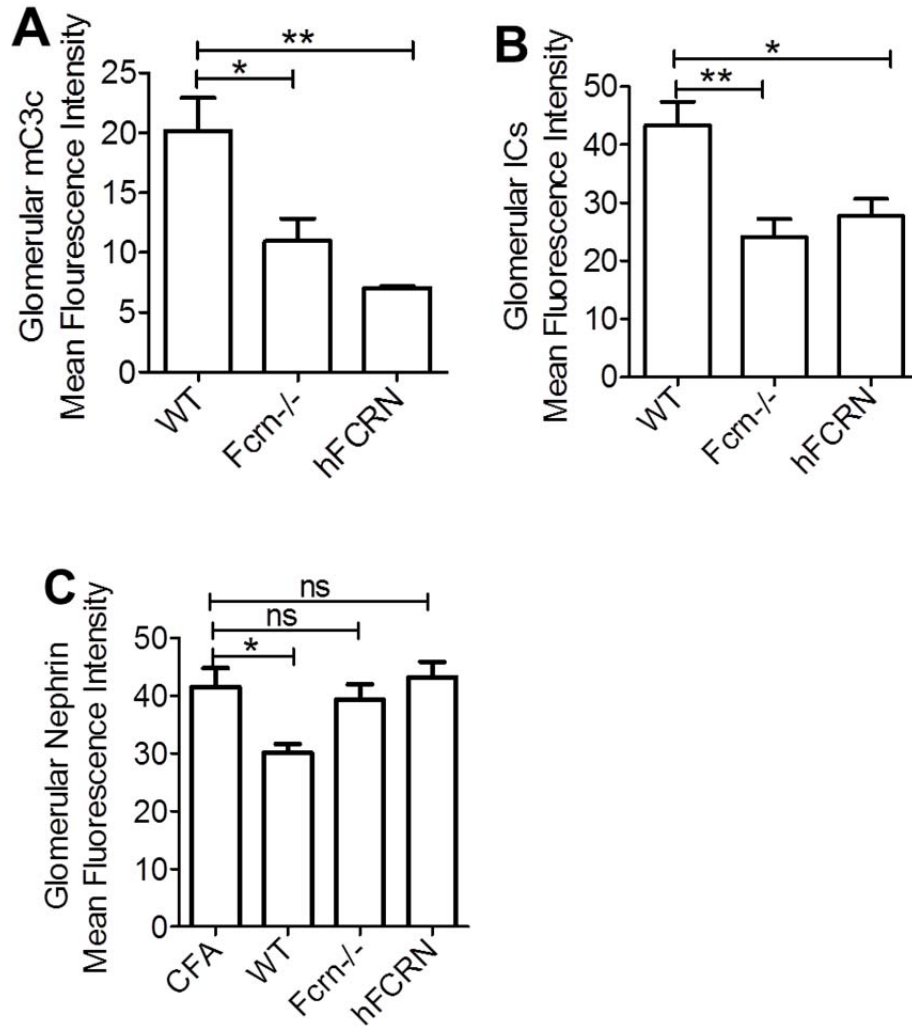 A
Glomerular mC3c
Mean Flourescence Intensity
**
*
25
20
15
10
5
0
WT
Fcrn-/-
hFCRN
B
Glomerular ICs
Mean Fluorescence Intensity
*
**
50
40
30
20
10
0
WT
Fcrn-/-
hFCRN
C
Glomerular Nephrin
Mean Fluorescence Intensity
ns
ns
*
50
40
30
20
10
0
CFA
WT
Fcrn-/-
hFCRN